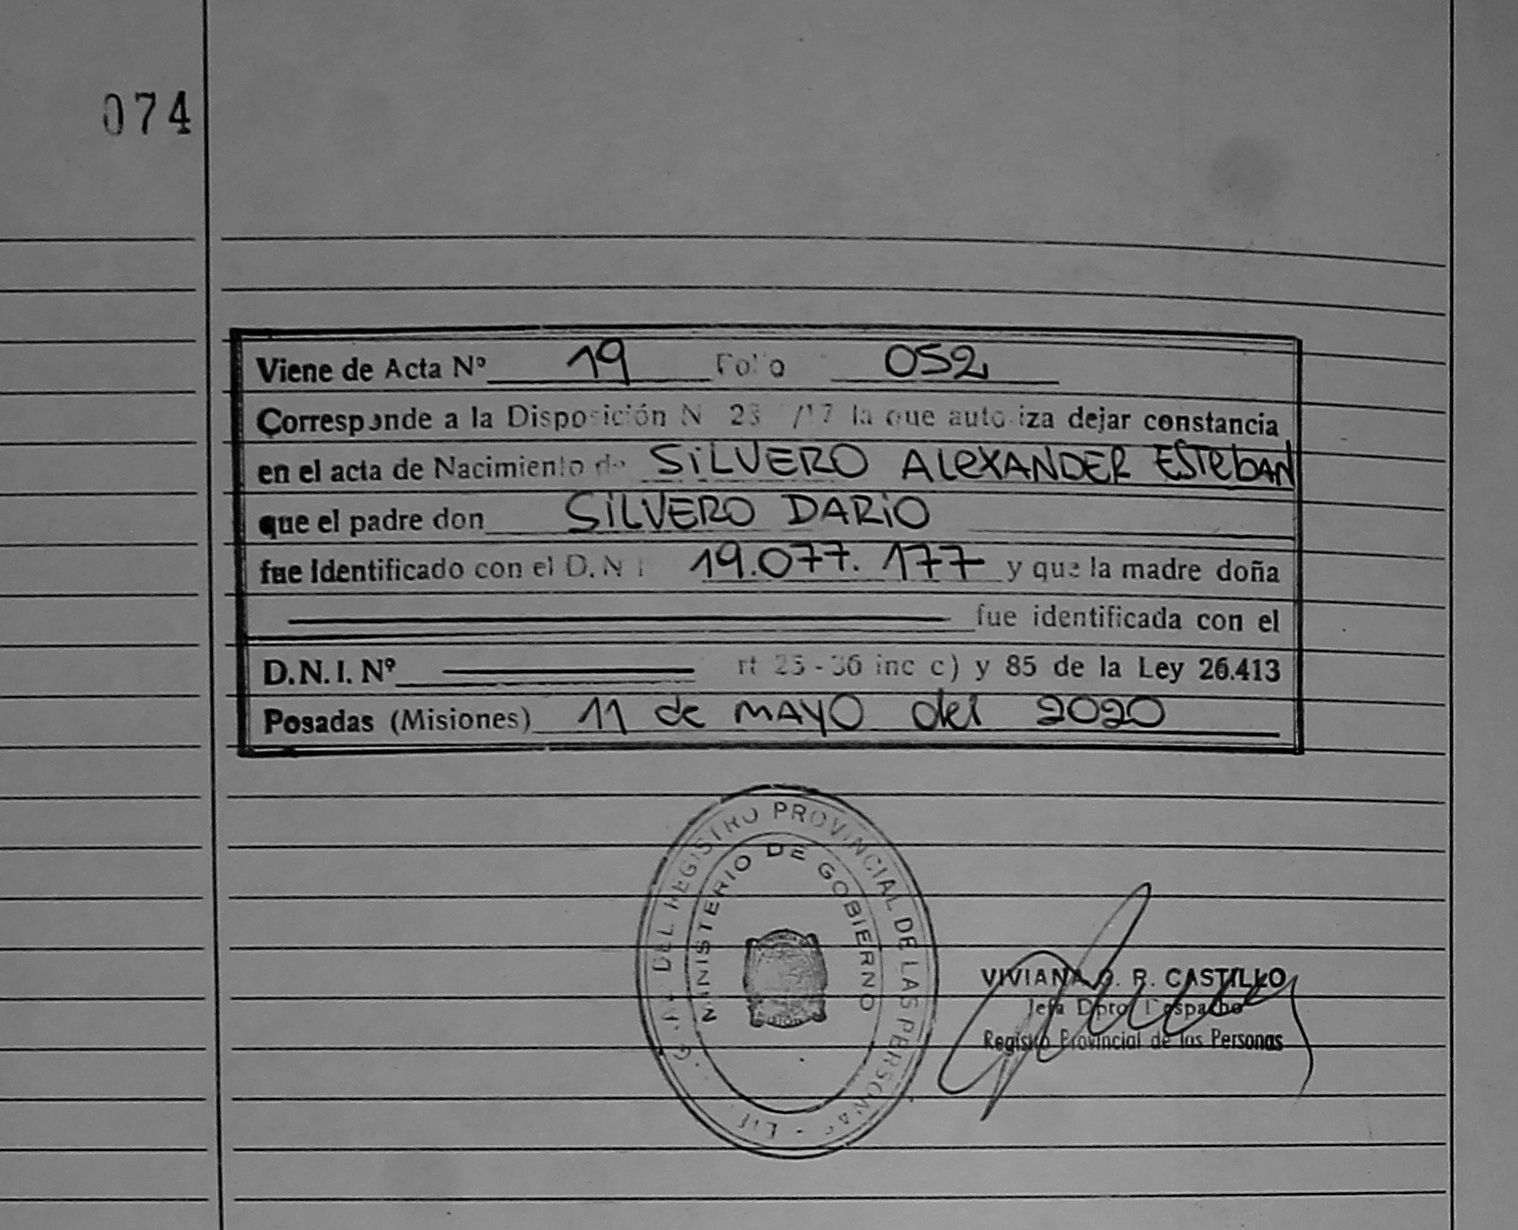 074
Viene de Acta Nº 19 Folio 052
Corresponde a la Disposición N 23 /17 la que autoriza dejar constancia
en el acta de Nacimiento de SILVERO ALEXANDER ESTEBAN
que el padre don SILVERO DARIO
fue Identificado con el D.N.I 19.077.177 y que la madre doña
fue identificada con el
D.N.I. Nº rt 25-36 inc c) y 85 de la Ley 26.413
Posadas (Misiones) 11 de MAYO del 2020
DEL REGISTRO PROVINCIAL DE LAS PERSONAS
MINISTERIO DE GOBIERNO
VIVIANA R. CASTILLO
Jefa Dpto Despacho
Registro Provincial de las Personas